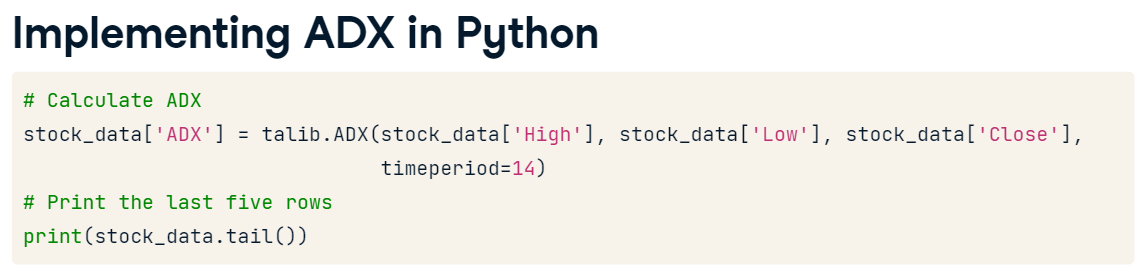 Implementing ADX in Python
# Calculate ADX
stock_data['ADX'] = talib.ADX(stock_data['High'], stock_data['Low'], stock_data['Close'],
                              timeperiod=14)
# Print the last five rows
print(stock_data.tail())